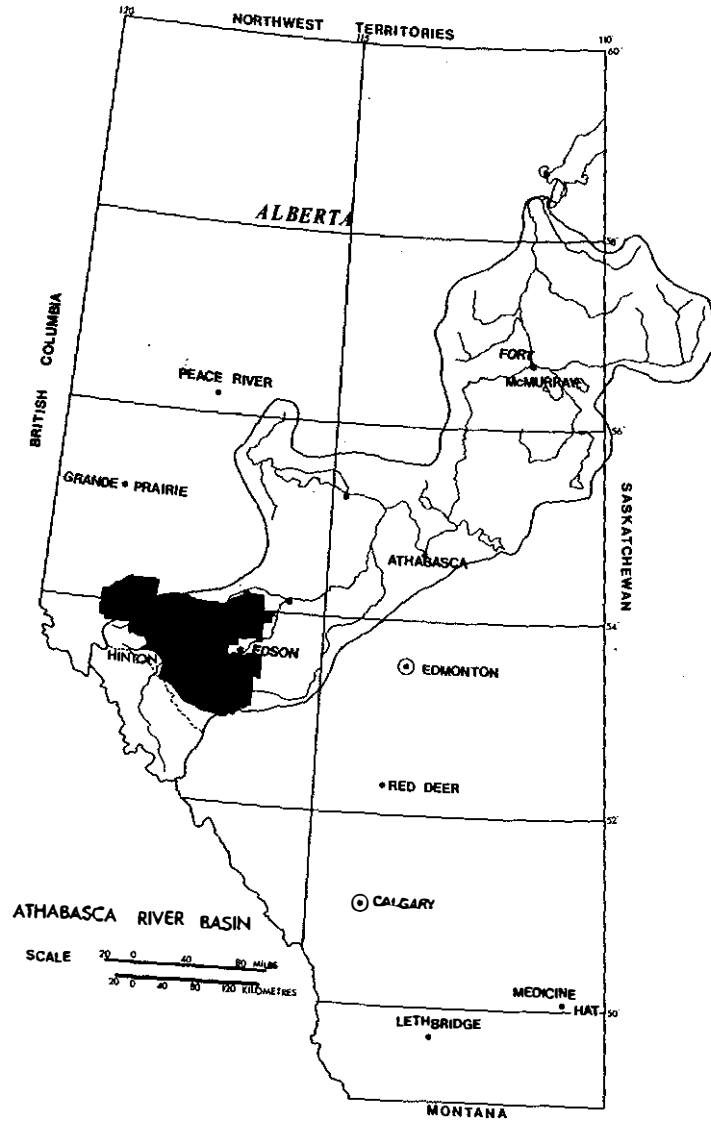 120
NORTHWEST TERRITORIES
115
110
60°
ALBERTA
58°
BRITISH COLUMBIA
PEACE RIVER
FORT
McMURRAY
56°
GRANDE PRAIRIE
SASKATCHEWAN
ATHABASCA
54°
HINTON
EDSON
EDMONTON
RED DEER
52°
CALGARY
ATHABASCA RIVER BASIN
SCALE
20 0 40 80 MILES
20 0 40 80 120 KILOMETRES
MEDICINE
HAT
50°
LETHBRIDGE
MONTANA